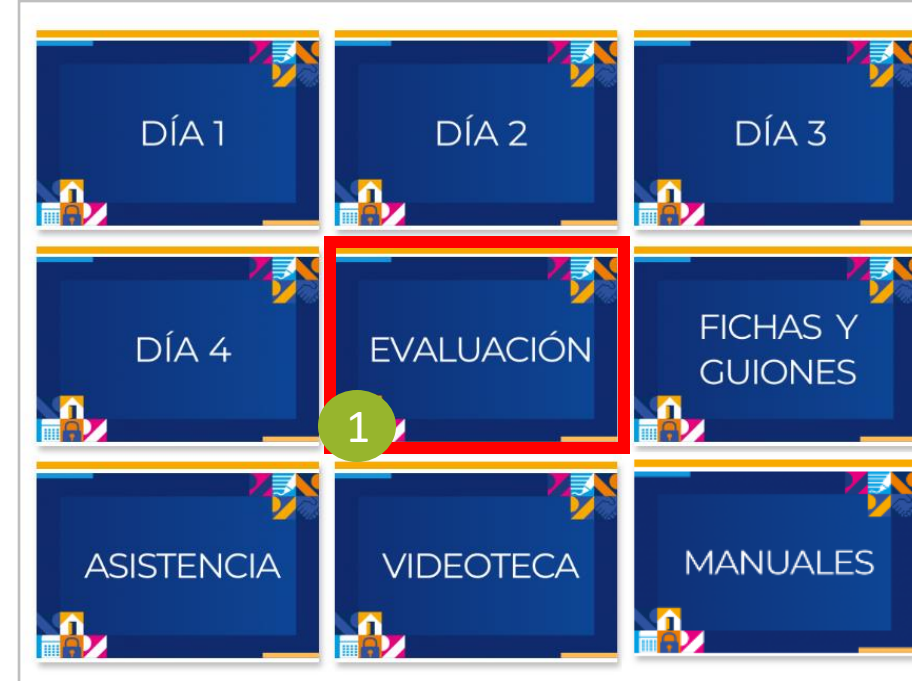 DÍA 1
DÍA 2
DÍA 3
DÍA 4
EVALUACIÓN
FICHAS Y
GUIONES
1
ASISTENCIA
VIDEOTECA
MANUALES